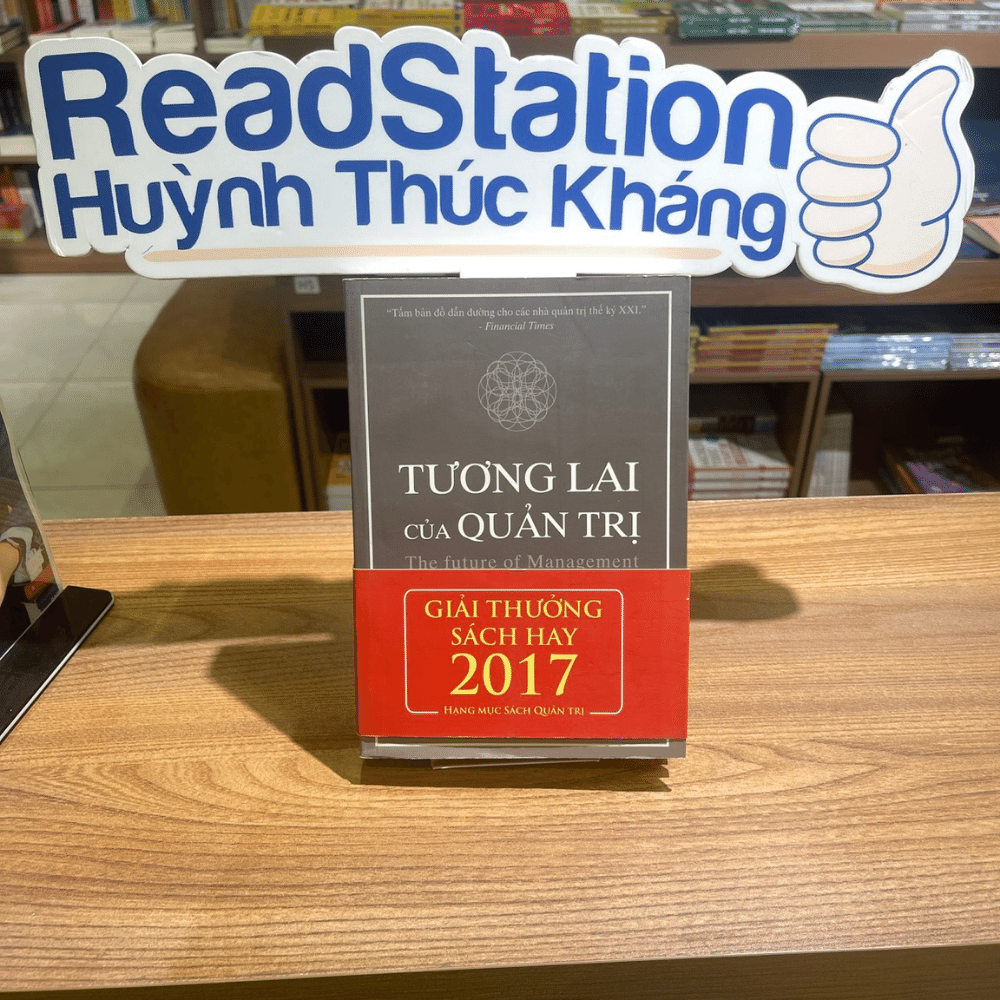 ReadStation
Huỳnh Thúc Kháng
“Tấm bản đồ dẫn đường cho các nhà quản trị thế kỷ XXI.”
- Financial Times
TƯƠNG LAI
CỦA QUẢN TRỊ
The future of Management
GIẢI THƯỞNG
SÁCH HAY
2017
HẠNG MỤC SÁCH QUẢN TRỊ